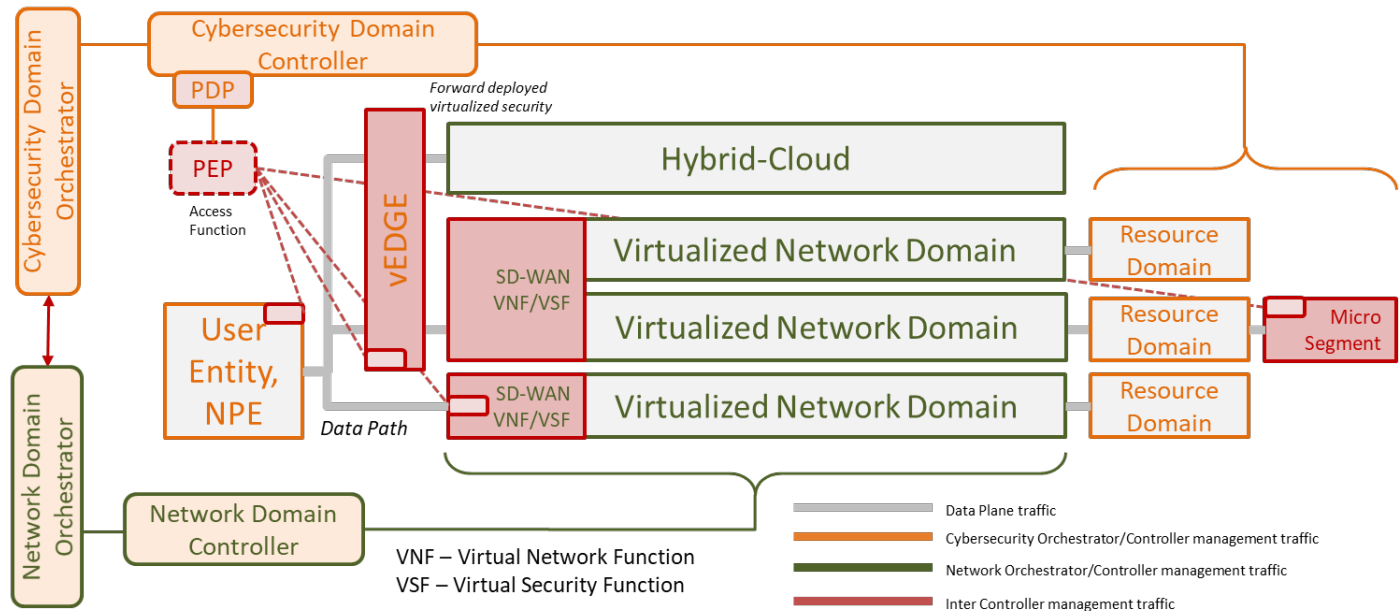 Cybersecurity Domain
Orchestrator
Cybersecurity Domain
Controller
PDP
PEP
Access
Function
Forward deployed
virtualized security
vEDGE
Hybrid-Cloud
SD-WAN
VNF/VSF
Virtualized Network Domain
Resource
Domain
Virtualized Network Domain
Resource
Domain
Micro
Segment
User
Entity,
NPE
Data Path
SD-WAN
VNF/VSF
Virtualized Network Domain
Resource
Domain
Network Domain
Orchestrator
Network Domain
Controller
VNF – Virtual Network Function
VSF – Virtual Security Function
Data Plane traffic
Cybersecurity Orchestrator/Controller management traffic
Network Orchestrator/Controller management traffic
Inter Controller management traffic